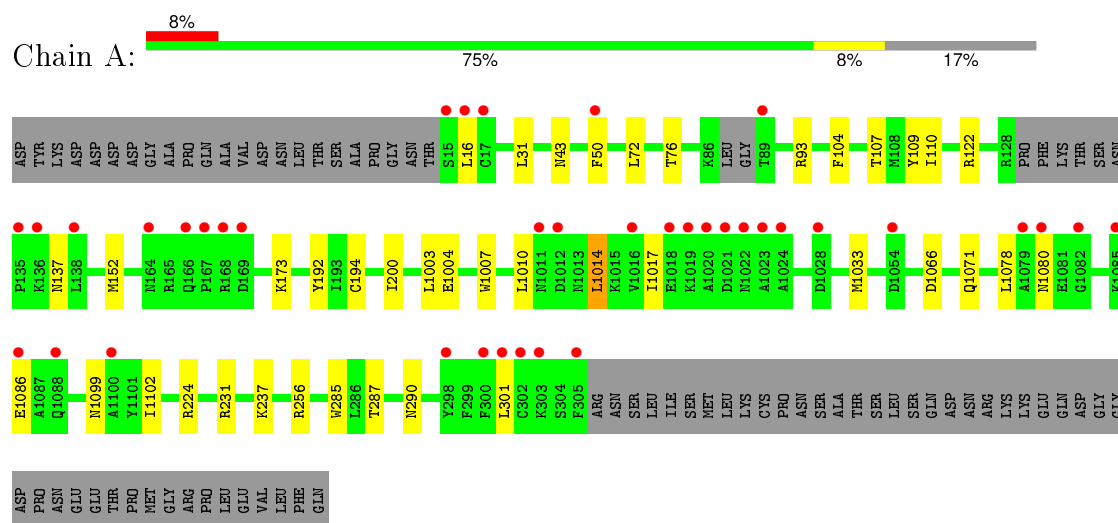 8%
Chain A:
75% 8% 17%
ASP TYR LYS ASP ASP ASP ASP GLY ALA PRO GLN ALA VAL ASP ASN LEU THR SER ALA PRO GLY ASN THR S15 L16 C17 L31 N43 F50 L72 T76 K86 LEU GLY T89 R93 F104 T107 M108 Y109 I110 R122 R128 PRO PHE LYS THR SER ASN
P135 K136 N137 L138 M152 N164 R165 Q166 P167 R168 D169 K173 Y192 I193 C194 I200 L1003 E1004 W1007 L1010 N1011 D1012 N1013 L1014 K1015 V1016 I1017 E1018 K1019 A1020 D1021 N1022 A1023 A1024 D1028 M1033 D1054 D1066 Q1071 L1078 A1079 N1080 E1081 G1082 K1085
E1086 A1087 Q1088 N1099 A1100 Y1101 I1102 R224 R231 K237 R256 W285 L286 T287 N290 Y298 F299 F300 L301 C302 K303 S304 F305 ARG ASN SER LEU ILE SER MET LEU LYS CYS PRO ASN SER ALA THR SER LEU SER GLN ASP ASN ARG LYS LYS GLU GLN ASP GLY GLY
ASP PRO ASN GLU GLU THR PRO MET GLY ARG PRO LEU GLU VAL LEU PHE GLN